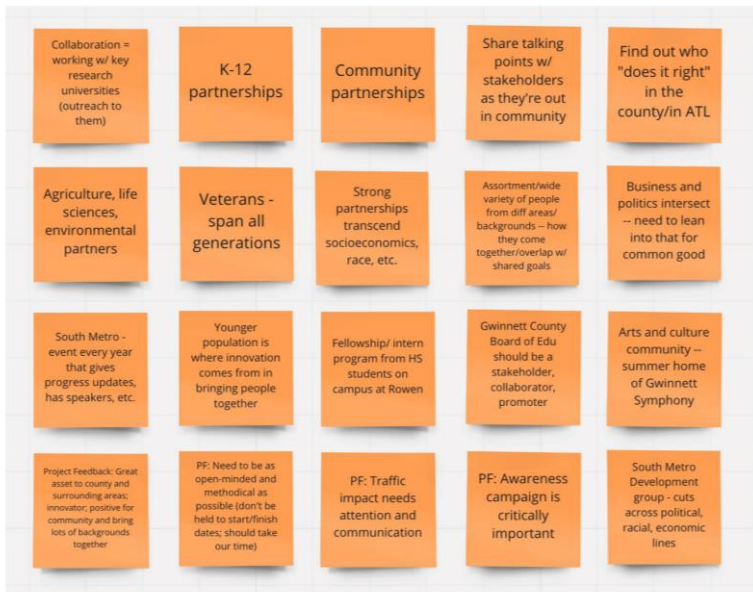 Collaboration =
working w/ key
research
universities
(outreach to
them)
K-12
partnerships
Community
partnerships
Share talking
points w/
stakeholders
as they're out
in community
Find out who
"does it right"
in the
county/in ATL
Agriculture, life
sciences,
environmental
partners
Veterans -
span all
generations
Strong
partnerships
transcend
socioeconomics,
race, etc.
Assortment/wide
variety of people
from diff areas/
backgrounds -- how
they come
together/overlap w/
shared goals
Business and
politics intersect
-- need to lean
into that for
common good
South Metro -
event every year
that gives
progress updates,
has speakers, etc.
Younger
population is
where innovation
comes from in
bringing people
together
Fellowship/ intern
program from HS
students on
campus at Rowen
Gwinnett County
Board of Edu
should be a
stakeholder,
collaborator,
promoter
Arts and culture
community --
summer home
of Gwinnett
Symphony
Project Feedback: Great
asset to county and
surrounding areas;
innovator; positive for
community and bring
lots of backgrounds
together
PF: Need to be as
open-minded and
methodical as
possible (don't be
held to start/finish
dates; should take
our time)
PF: Traffic
impact needs
attention and
communication
PF: Awareness
campaign is
critically
important
South Metro
Development
group - cuts
across political,
racial, economic
lines